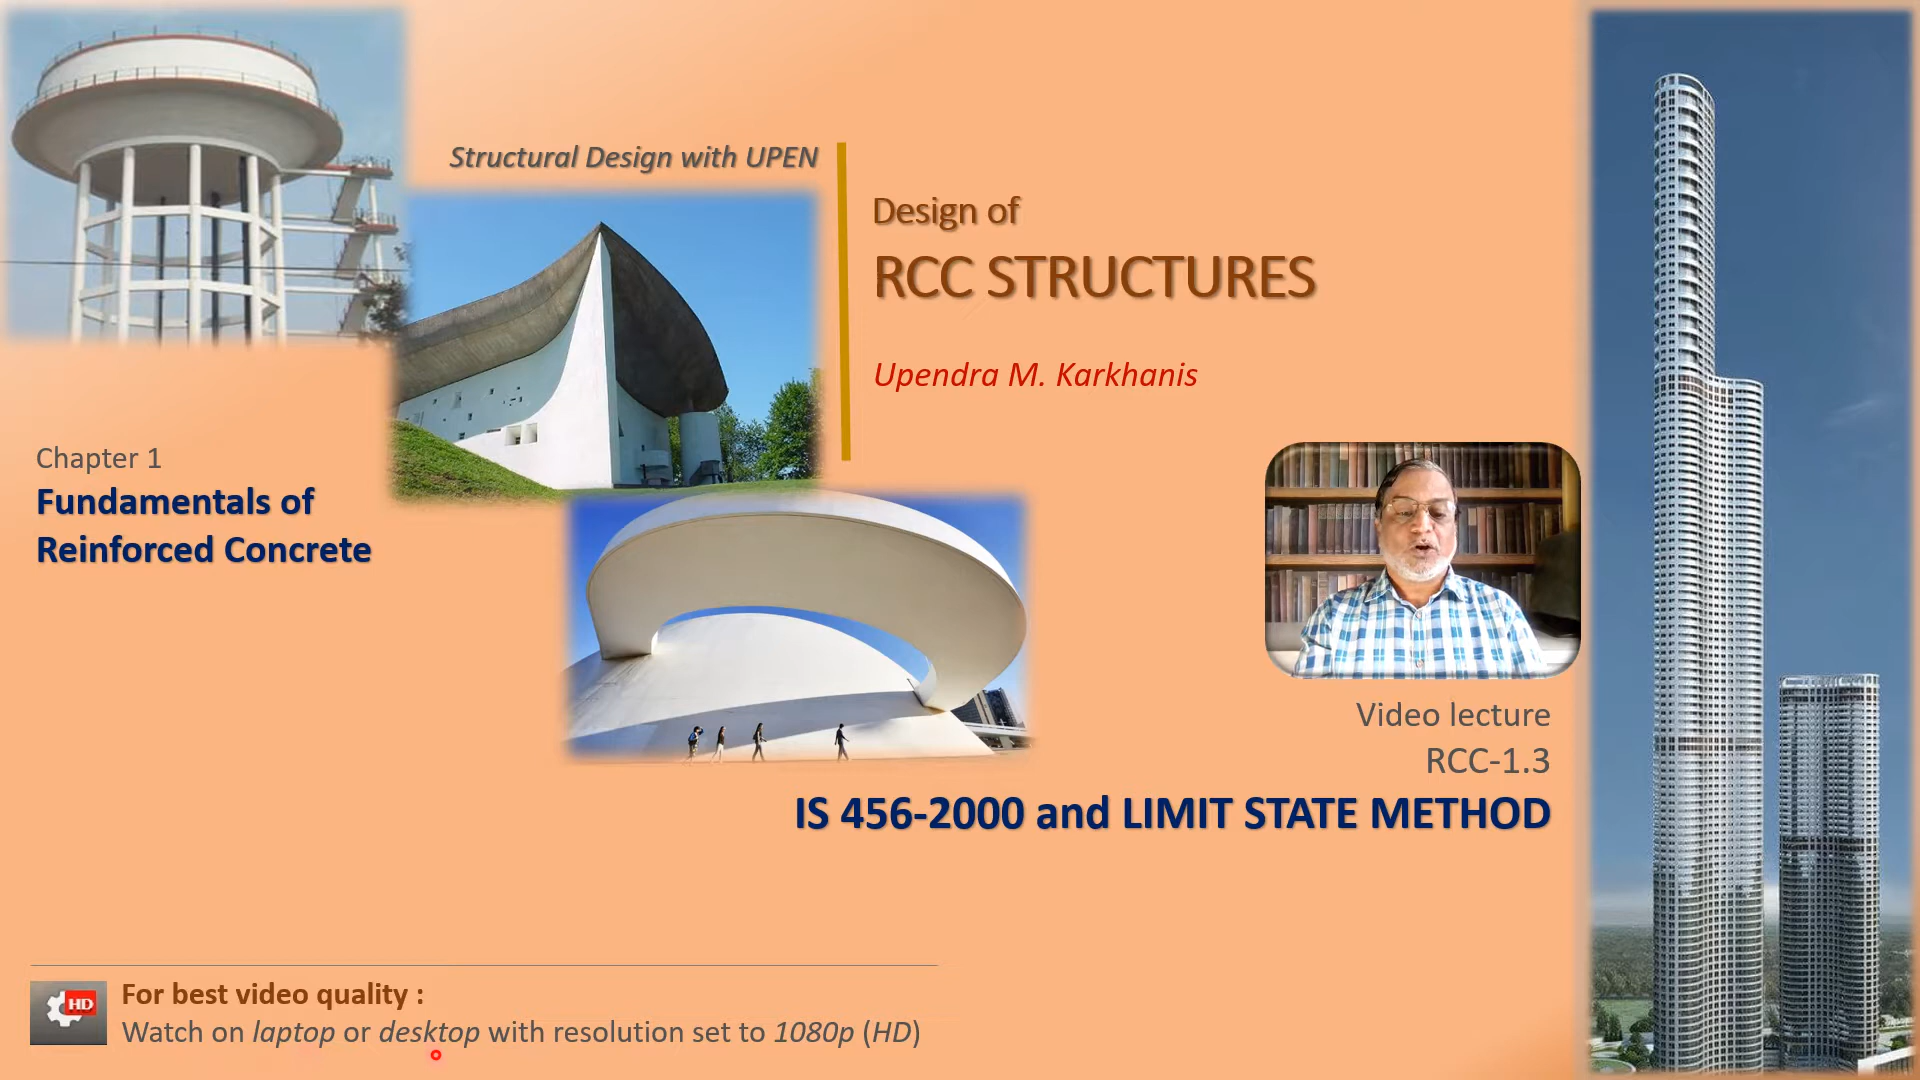 Structural Design with UPEN
Design of
RCC STRUCTURES
Upendra M. Karkhanis
Chapter 1
Fundamentals of
Reinforced Concrete
Video lecture
RCC-1.3
IS 456-2000 and LIMIT STATE METHOD
HD
For best video quality :
Watch on laptop or desktop with resolution set to 1080p (HD)